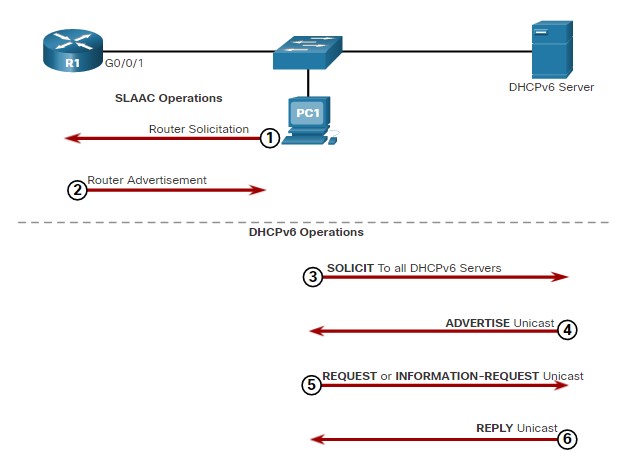 R1
G0/0/1
DHCPv6 Server
SLAAC Operations
PC1
Router Solicitation
1
Router Advertisement
2
DHCPv6 Operations
SOLICIT To all DHCPv6 Servers
3
ADVERTISE Unicast
4
REQUEST or INFORMATION-REQUEST Unicast
5
REPLY Unicast
6